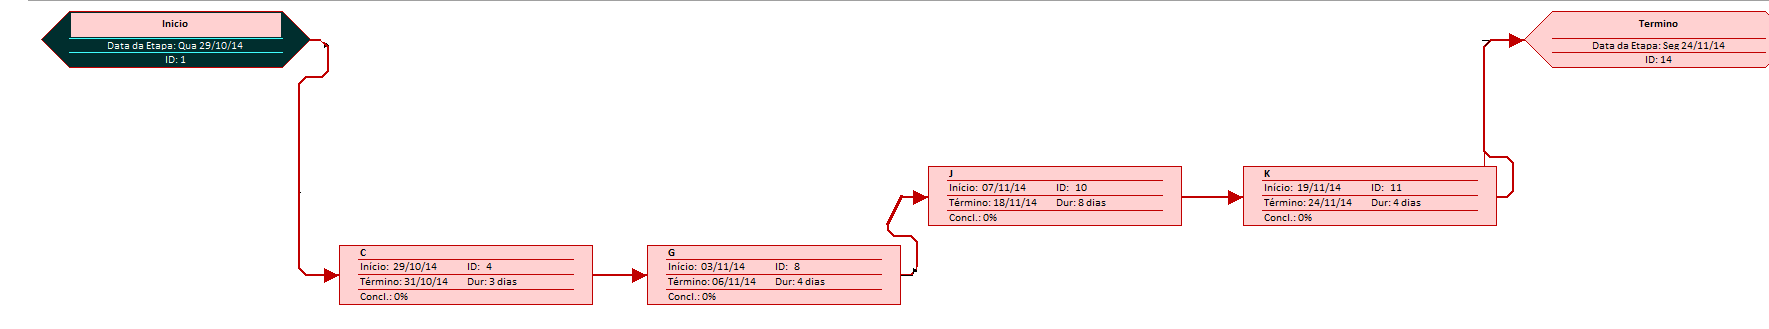 Inicio
Data da Etapa: Qua 29/10/14
ID: 1
Termino
Data da Etapa: Seg 24/11/14
ID: 14
J
Início: 07/11/14 ID: 10
Término: 18/11/14 Dur: 8 dias
Concl.: 0%
K
Início: 19/11/14 ID: 11
Término: 24/11/14 Dur: 4 dias
Concl.: 0%
C
Início: 29/10/14 ID: 4
Término: 31/10/14 Dur: 3 dias
Concl.: 0%
G
Início: 03/11/14 ID: 8
Término: 06/11/14 Dur: 4 dias
Concl.: 0%